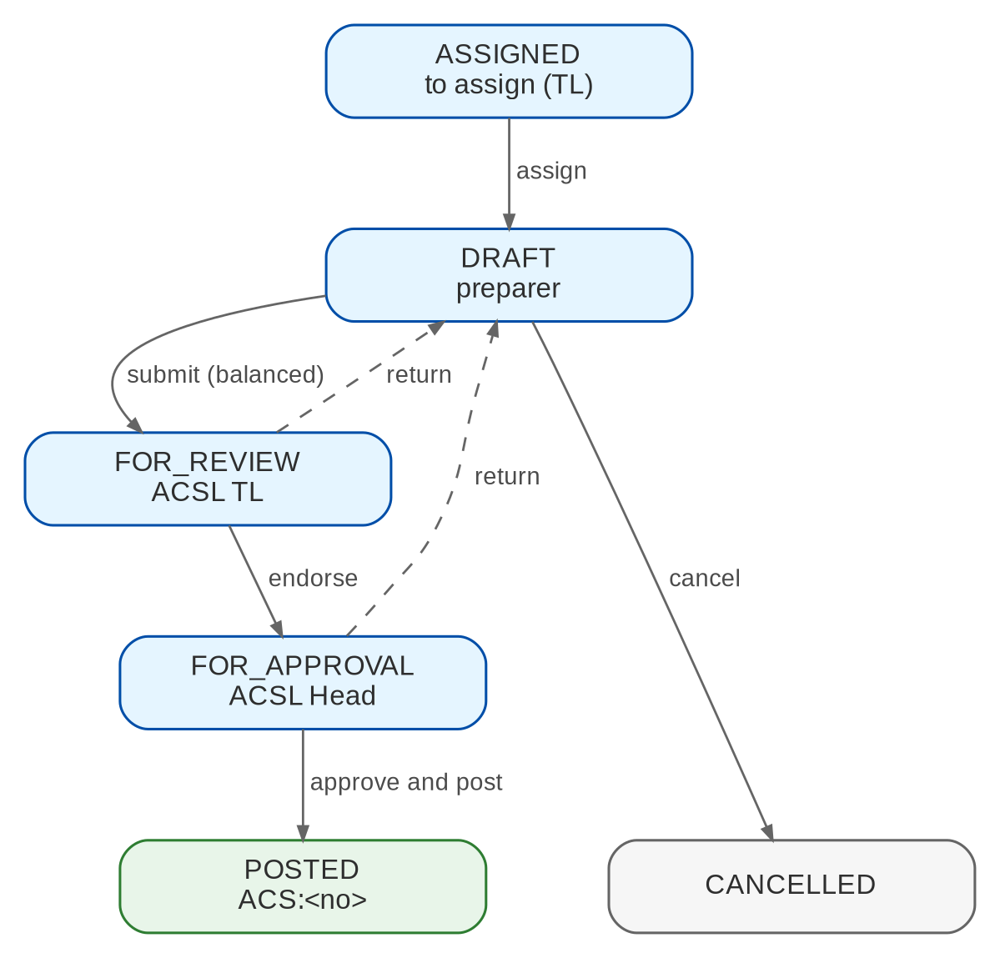 ASSIGNED
to assign (TL)
assign
DRAFT
preparer
submit (balanced)
return
FOR_REVIEW
ACSL TL
return
endorse
cancel
FOR_APPROVAL
ACSL Head
approve and post
POSTED
ACS:<no>
CANCELLED